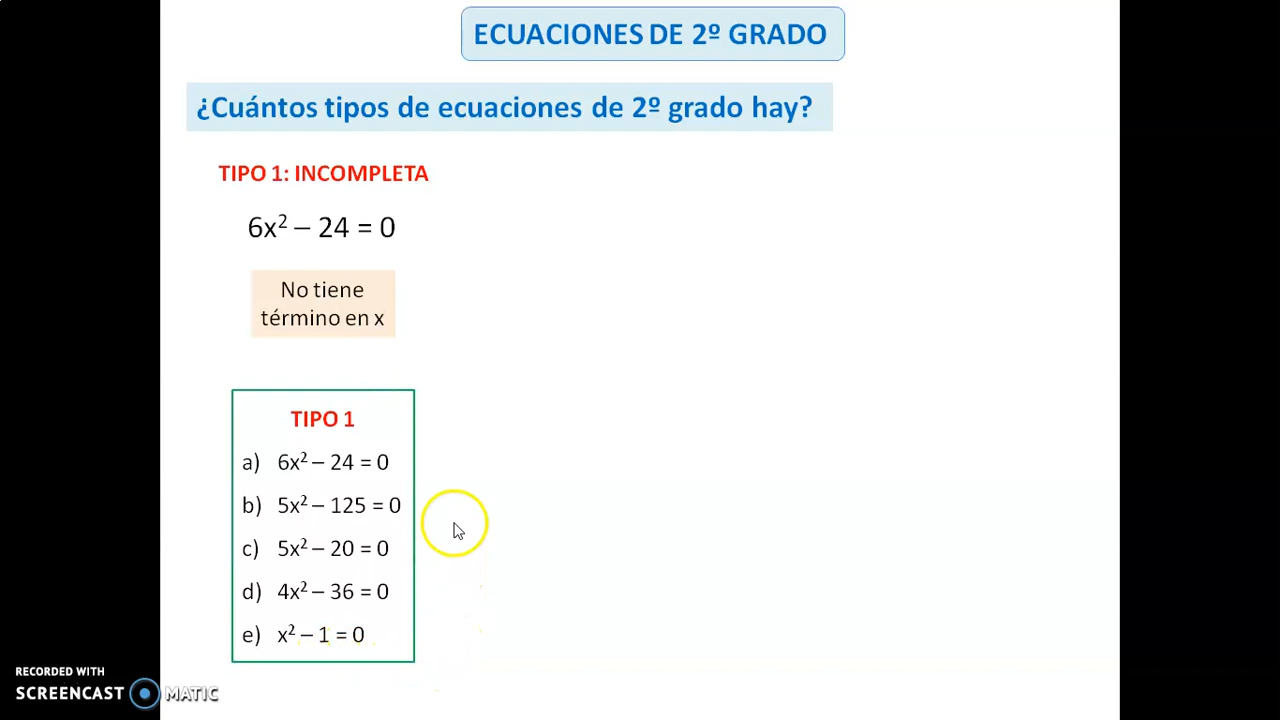 ECUACIONES DE 2º GRADO
¿Cuántos tipos de ecuaciones de 2º grado hay?
TIPO 1: INCOMPLETA
6x² – 24 = 0
No tiene
término en x
TIPO 1
a) 6x² – 24 = 0
b) 5x² – 125 = 0
c) 5x² – 20 = 0
d) 4x² – 36 = 0
e) x² – 1 = 0
RECORDED WITH
SCREENCAST MATIC